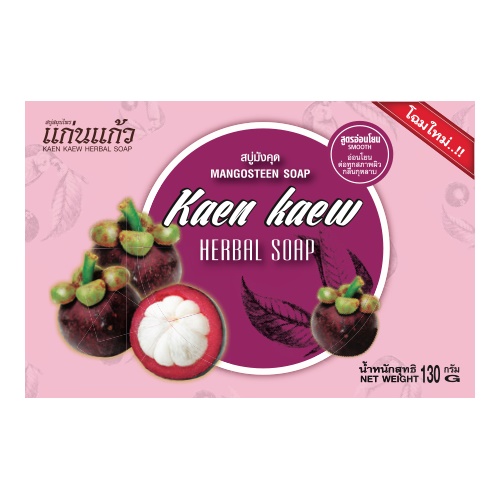 สบู่สมุนไพร
แก่นแก้ว
KAEN KAEW HERBAL SOAP
โฉมใหม่..!!
สูตรอ่อนโยน
SMOOTH
อ่อนโยน
ต่อทุกสภาพผิว
กลิ่นกุหลาบ
สบู่มังคุด
MANGOSTEEN SOAP
Kaen kaew
HERBAL SOAP
น้ำหนักสุทธิ 130 กรัม
NET WEIGHT G